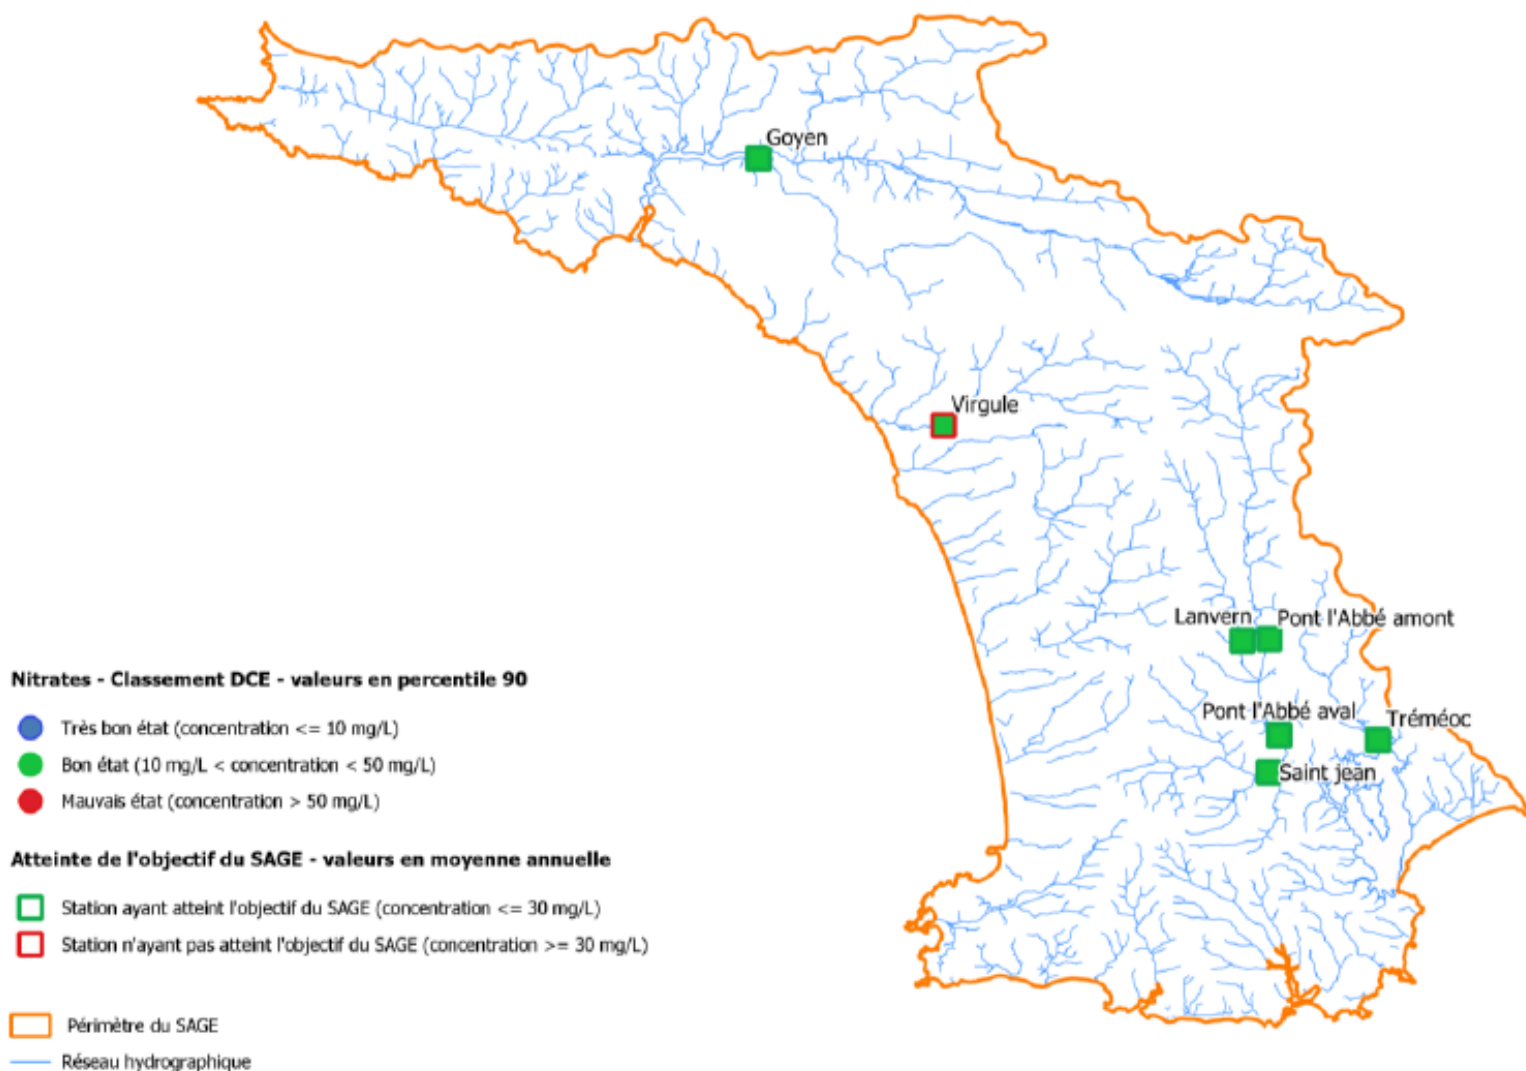 Goyen
Virgule
Lanvern
Pont l'Abbé amont
Pont l'Abbé aval
Tréméoc
Saint jean
Nitrates - Classement DCE - valeurs en percentile 90
Très bon état (concentration <= 10 mg/L)
Bon état (10 mg/L < concentration < 50 mg/L)
Mauvais état (concentration > 50 mg/L)
Atteinte de l'objectif du SAGE - valeurs en moyenne annuelle
Station ayant atteint l'objectif du SAGE (concentration <= 30 mg/L)
Station n'ayant pas atteint l'objectif du SAGE (concentration >= 30 mg/L)
Périmètre du SAGE
Réseau hydrographique